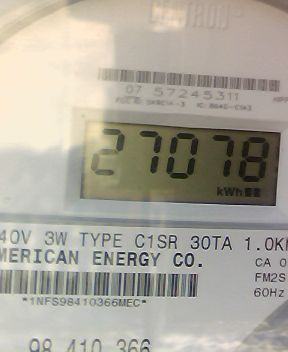 07 57245311
27078
kWh
40V 3W TYPE C1SR 30TA 1.0K
MERICAN ENERGY CO.
CA 0
FM2S
60Hz
*1NFS98410366MEC*
98 410 366